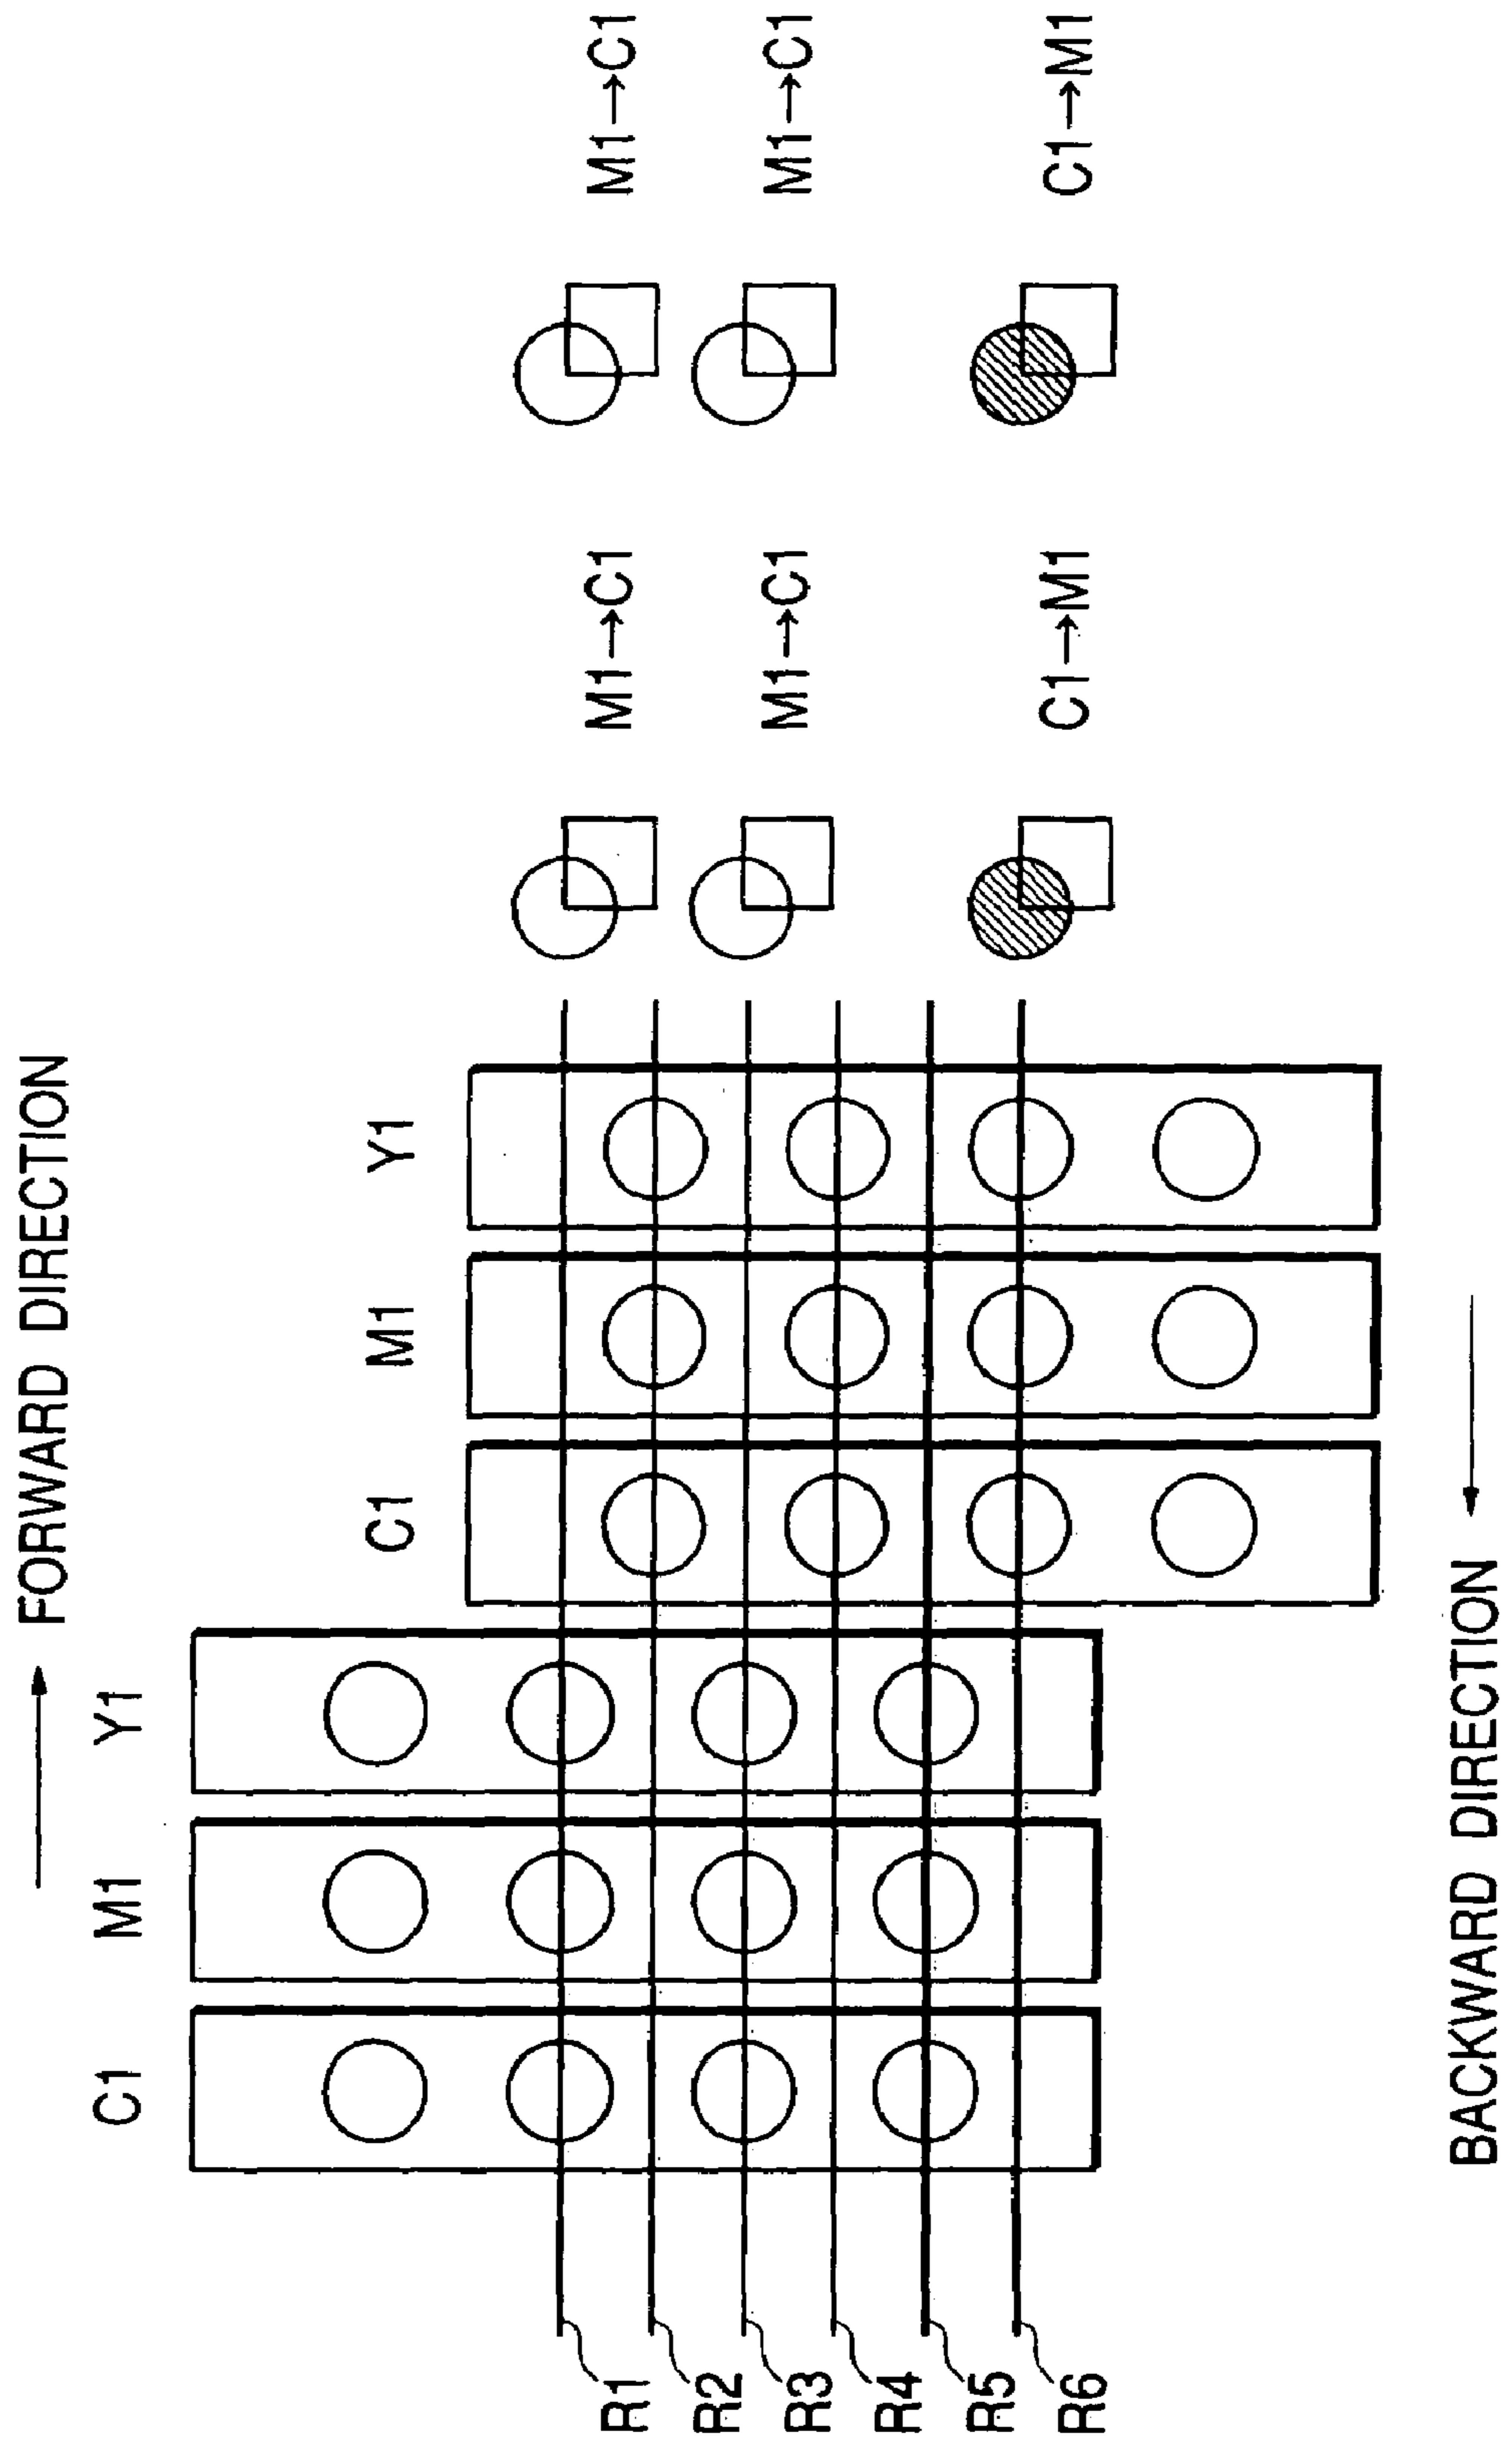 FORWARD DIRECTION
C1 M1 Y1
C1 M1 Y1
M1→C1 M1→C1
M1→C1 M1→C1
C1→M1 C1→M1
R1
R2
R3
R4
R5
R6
BACKWARD DIRECTION